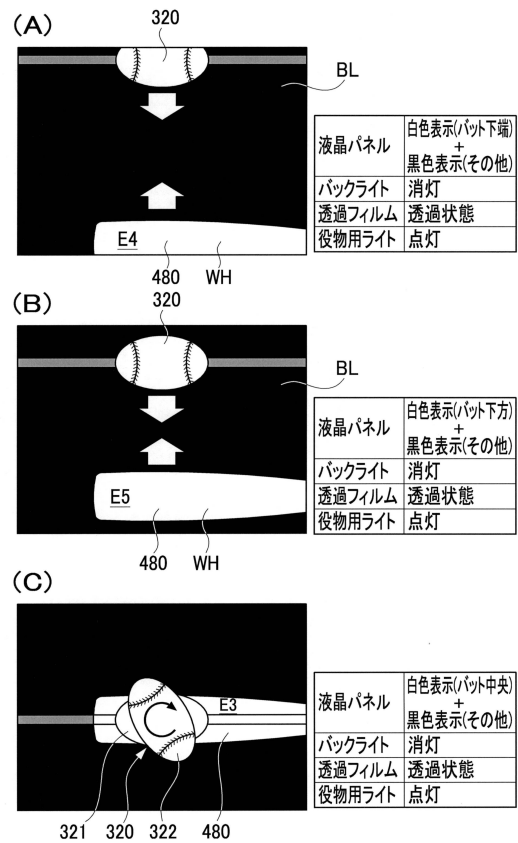 (A)
320
BL
液晶パネル 白色表示(バット下端)
+
黒色表示(その他)
バックライト 消灯
透過フィルム 透過状態
役物用ライト 点灯
E4
480 WH
(B)
320
BL
液晶パネル 白色表示(バット下方)
+
黒色表示(その他)
バックライト 消灯
透過フィルム 透過状態
役物用ライト 点灯
E5
480 WH
(C)
E3
液晶パネル 白色表示(バット中央)
+
黒色表示(その他)
バックライト 消灯
透過フィルム 透過状態
役物用ライト 点灯
321 320 322 480